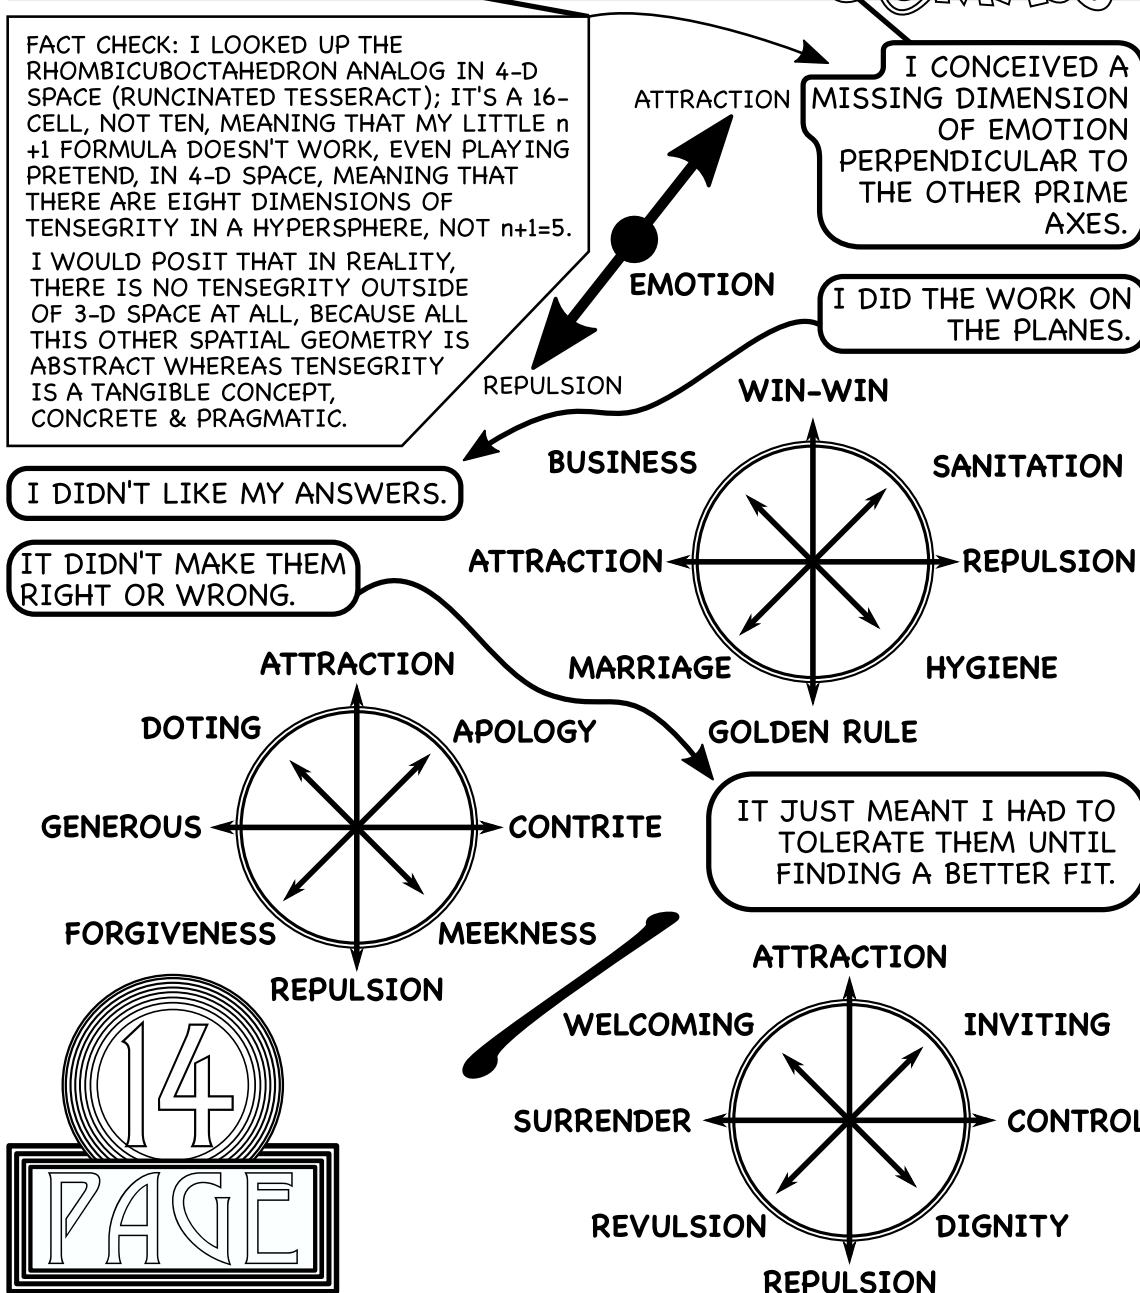 FACT CHECK: I LOOKED UP THE
RHOMBICUBOCTAHEDRON ANALOG IN 4-D
SPACE (RUNCINATED TESSERACT); IT'S A 16-
CELL, NOT TEN, MEANING THAT MY LITTLE n
+1 FORMULA DOESN'T WORK, EVEN PLAYING
PRETEND, IN 4-D SPACE, MEANING THAT
THERE ARE EIGHT DIMENSIONS OF
TENSEGRITY IN A HYPERSPHERE, NOT n+1=5.
I WOULD POSIT THAT IN REALITY,
THERE IS NO TENSEGRITY OUTSIDE
OF 3-D SPACE AT ALL, BECAUSE ALL
THIS OTHER SPATIAL GEOMETRY IS
ABSTRACT WHEREAS TENSEGRITY
IS A TANGIBLE CONCEPT,
CONCRETE & PRAGMATIC.
I CONCEIVED A
MISSING DIMENSION
OF EMOTION
PERPENDICULAR TO
THE OTHER PRIME
AXES.
ATTRACTION
EMOTION
REPULSION
I DID THE WORK ON
THE PLANES.
I DIDN'T LIKE MY ANSWERS.
WIN-WIN
BUSINESS
SANITATION
ATTRACTION
REPULSION
MARRIAGE
HYGIENE
GOLDEN RULE
IT DIDN'T MAKE THEM
RIGHT OR WRONG.
ATTRACTION
DOTING
APOLOGY
GENEROUS
CONTRITE
FORGIVENESS
MEEKNESS
REPULSION
IT JUST MEANT I HAD TO
TOLERATE THEM UNTIL
FINDING A BETTER FIT.
ATTRACTION
WELCOMING
INVITING
SURRENDER
CONTROL
REVULSION
DIGNITY
REPULSION
14
PAGE